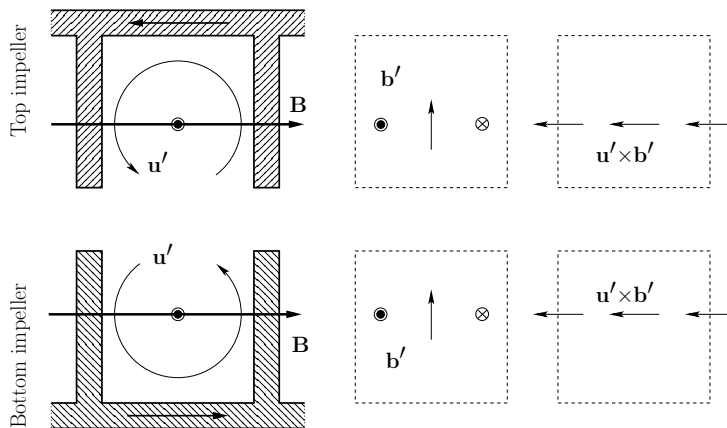 Top impeller
B
u′
b′
u′×b′
Bottom impeller
u′
B
b′
u′×b′